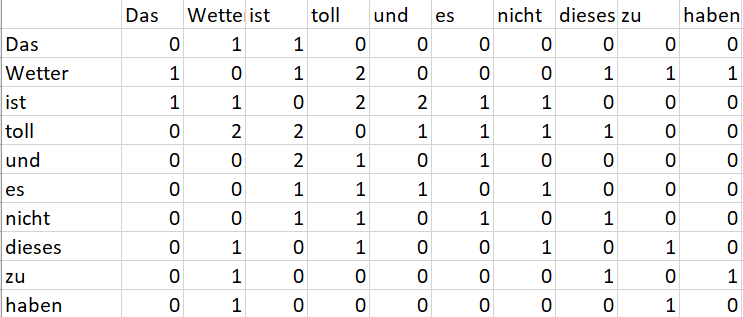 Das Wette ist toll und es nicht dieses zu haben
Das 0 1 1 0 0 0 0 0 0 0
Wetter 1 0 1 2 0 0 0 1 1 1
ist 1 1 0 2 2 1 1 0 0 0
toll 0 2 2 0 1 1 1 1 0 0
und 0 0 2 1 0 1 0 0 0 0
es 0 0 1 1 1 0 1 0 0 0
nicht 0 0 1 1 0 1 0 1 0 0
dieses 0 1 0 1 0 0 1 0 1 0
zu 0 1 0 0 0 0 0 1 0 1
haben 0 1 0 0 0 0 0 0 1 0